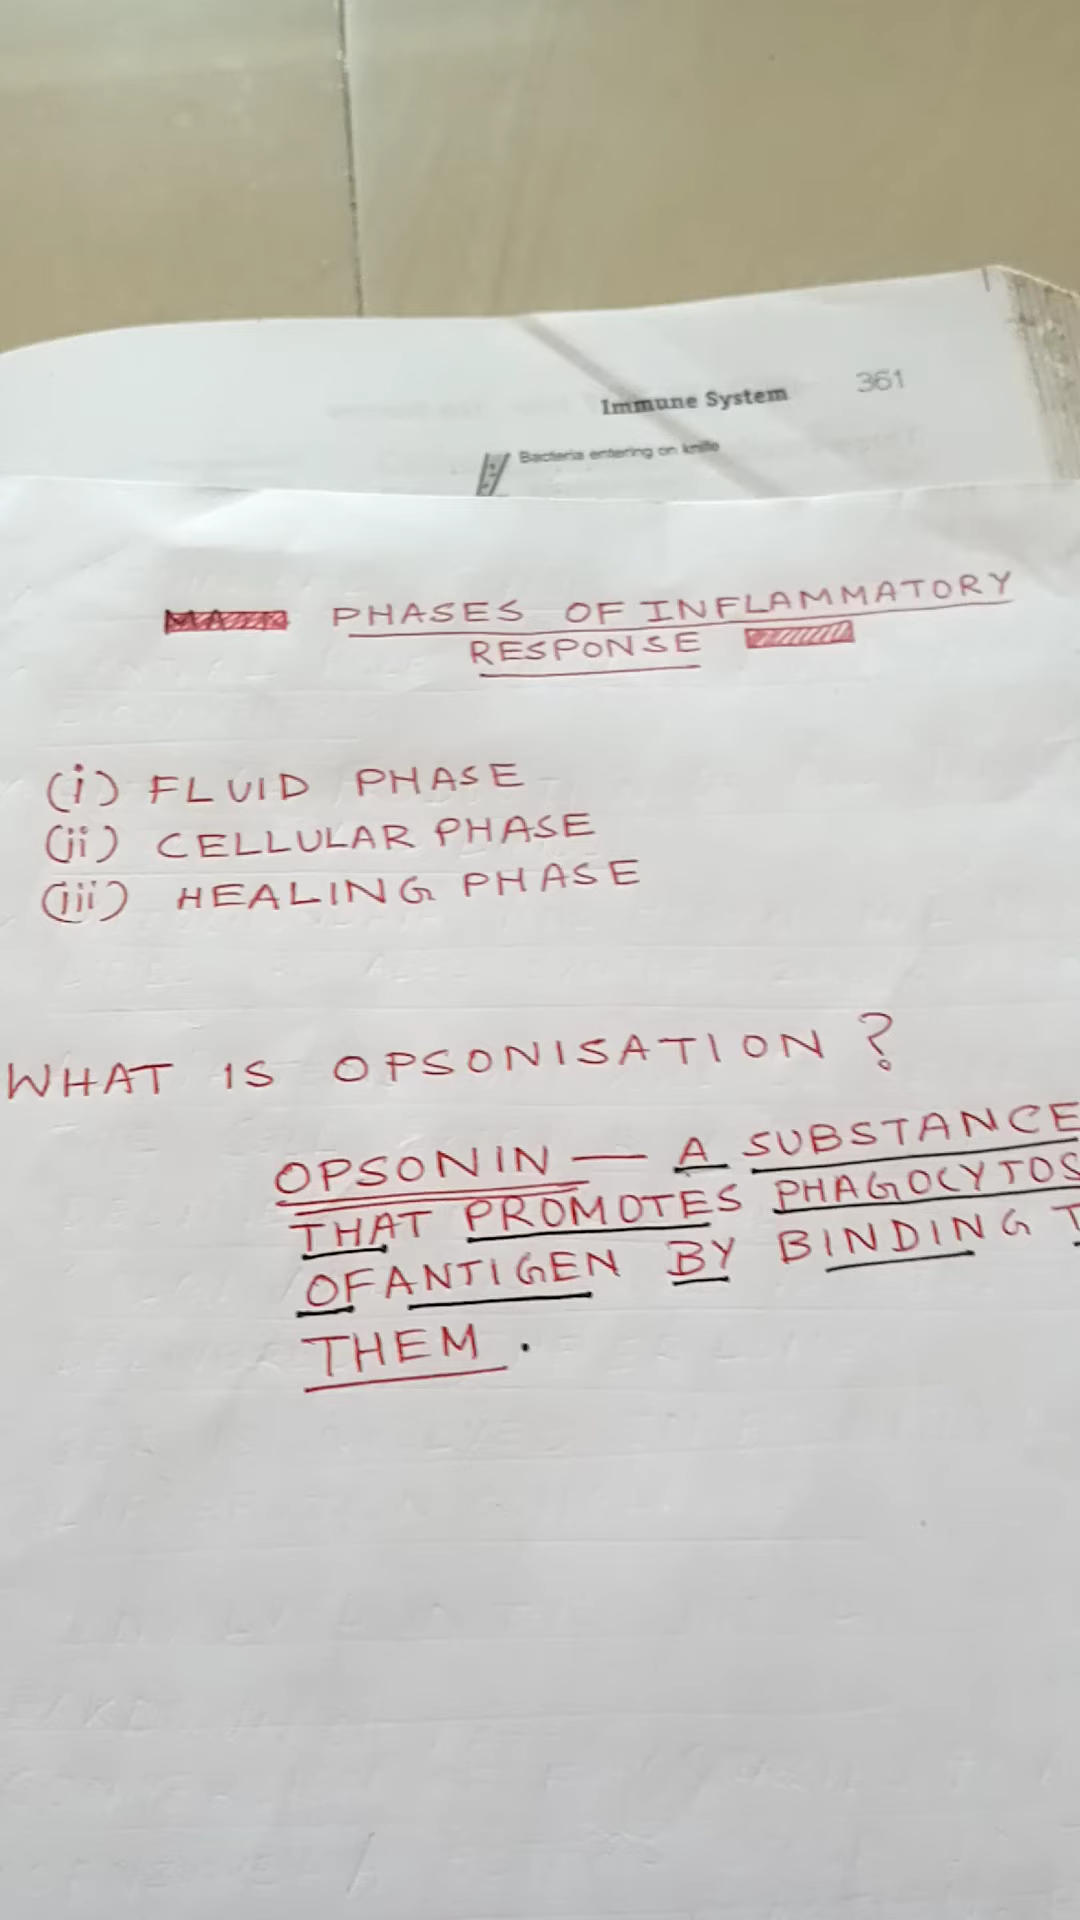 Immune System 361
Bacteria entering on knife
PHASES OF INFLAMMATORY
RESPONSE
(i) FLUID PHASE
(ii) CELLULAR PHASE
(iii) HEALING PHASE
WHAT IS OPSONISATION ?
OPSONIN — A SUBSTANCE
THAT PROMOTES PHAGOCYTOS
OF ANTIGEN BY BINDING T
THEM .